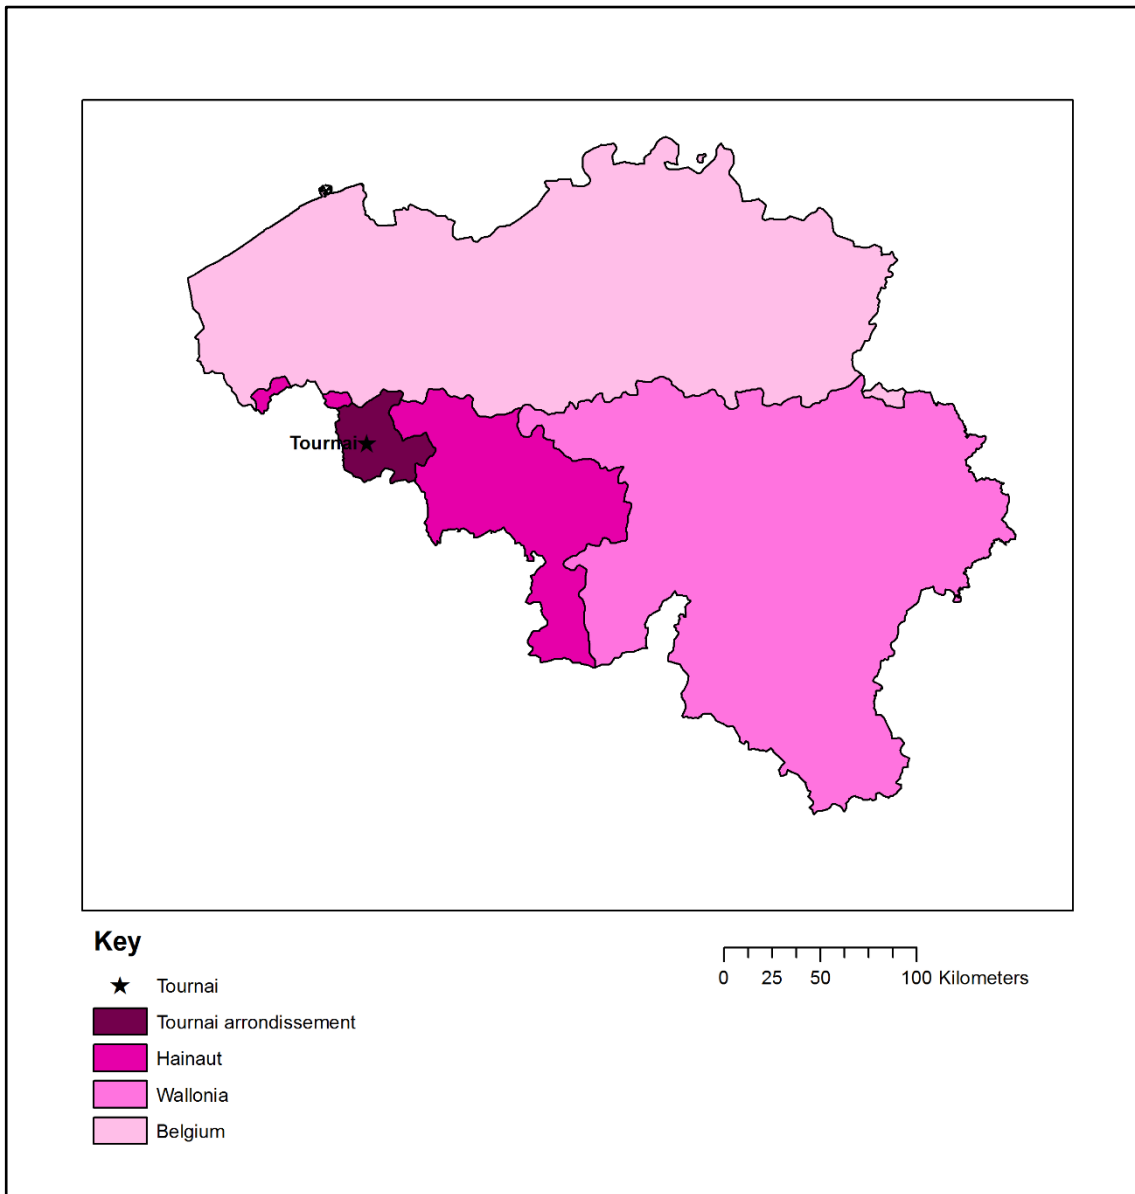 Tournai
Key
Tournai
Tournai arrondissement
Hainaut
Wallonia
Belgium
0 25 50 100 Kilometers